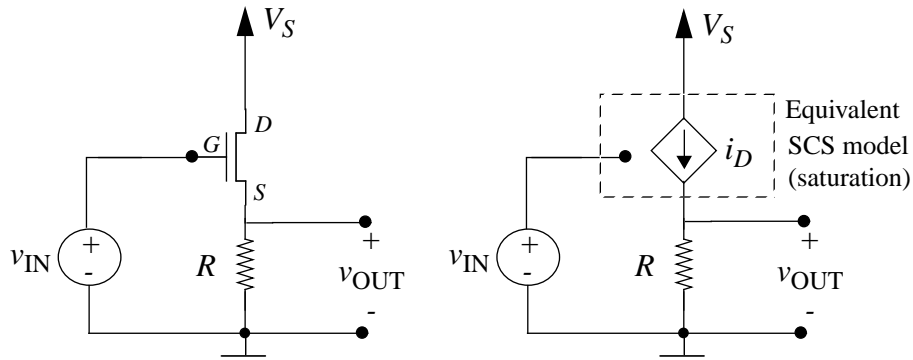 V_S
D
G
S
+
-
v_IN
R
+
v_OUT
-
V_S
Equivalent
SCS model
(saturation)
i_D
+
-
v_IN
R
+
v_OUT
-